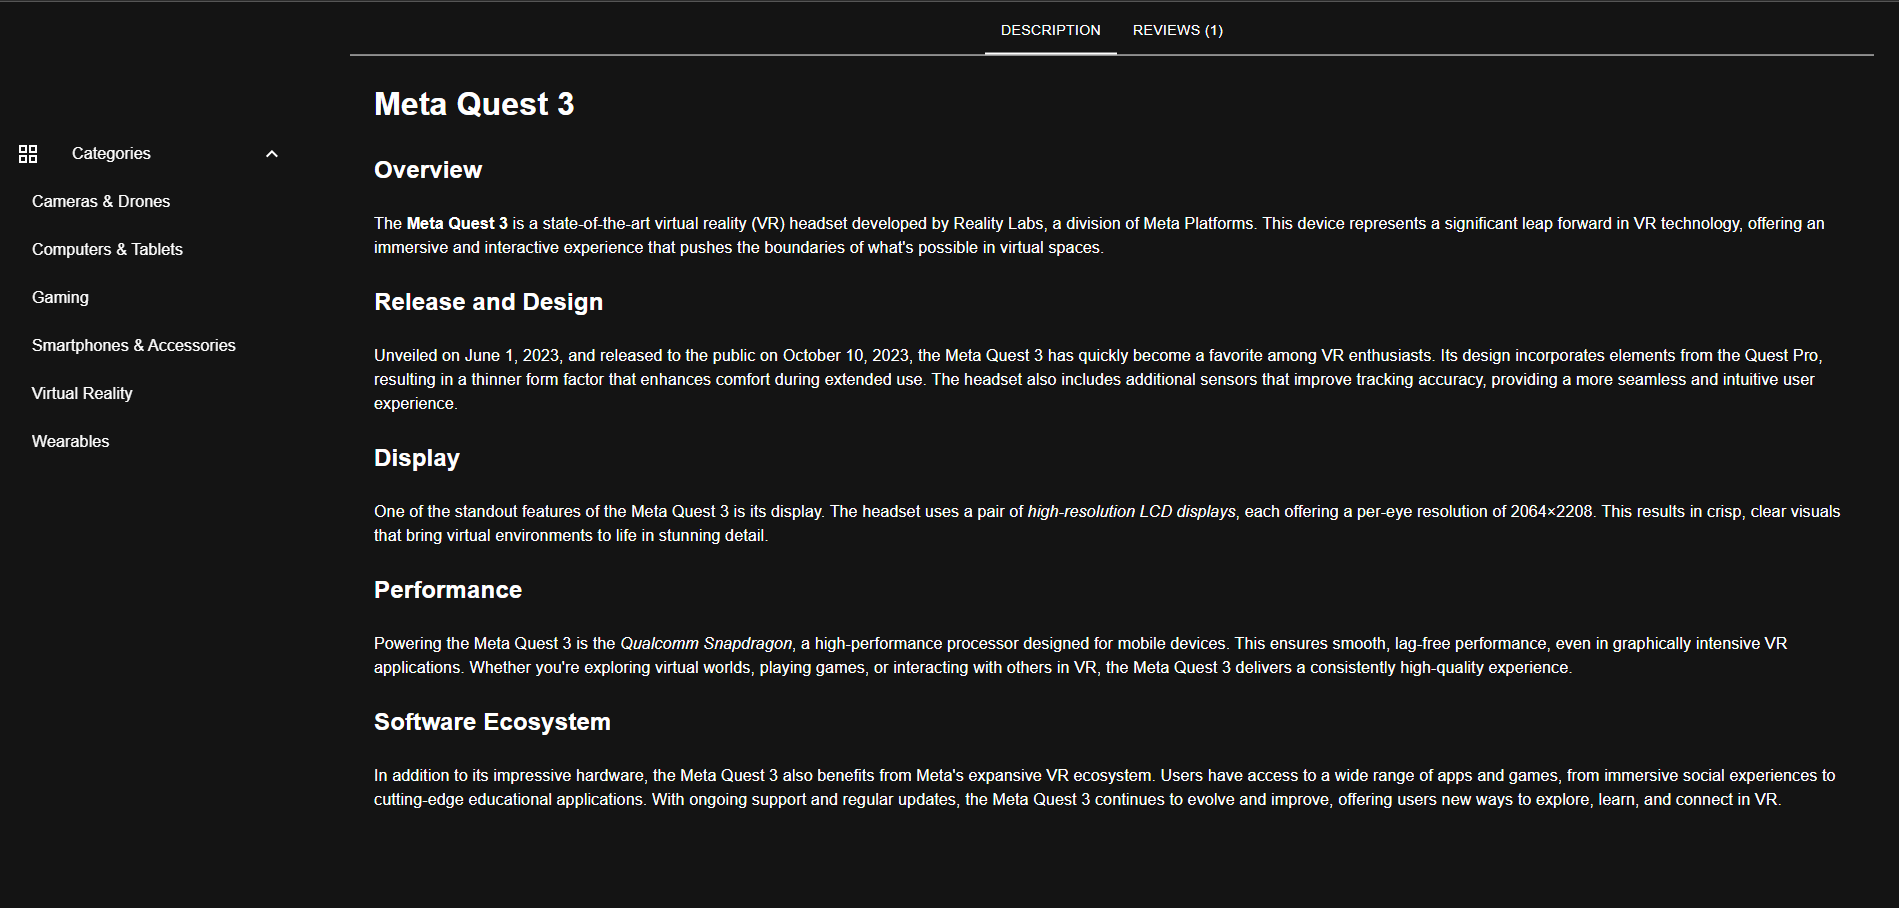 DESCRIPTION
REVIEWS (1)
Categories
Cameras & Drones
Computers & Tablets
Gaming
Smartphones & Accessories
Virtual Reality
Wearables
Meta Quest 3
Overview
The Meta Quest 3 is a state-of-the-art virtual reality (VR) headset developed by Reality Labs, a division of Meta Platforms. This device represents a significant leap forward in VR technology, offering an
immersive and interactive experience that pushes the boundaries of what's possible in virtual spaces.
Release and Design
Unveiled on June 1, 2023, and released to the public on October 10, 2023, the Meta Quest 3 has quickly become a favorite among VR enthusiasts. Its design incorporates elements from the Quest Pro,
resulting in a thinner form factor that enhances comfort during extended use. The headset also includes additional sensors that improve tracking accuracy, providing a more seamless and intuitive user
experience.
Display
One of the standout features of the Meta Quest 3 is its display. The headset uses a pair of high-resolution LCD displays, each offering a per-eye resolution of 2064×2208. This results in crisp, clear visuals
that bring virtual environments to life in stunning detail.
Performance
Powering the Meta Quest 3 is the Qualcomm Snapdragon, a high-performance processor designed for mobile devices. This ensures smooth, lag-free performance, even in graphically intensive VR
applications. Whether you're exploring virtual worlds, playing games, or interacting with others in VR, the Meta Quest 3 delivers a consistently high-quality experience.
Software Ecosystem
In addition to its impressive hardware, the Meta Quest 3 also benefits from Meta's expansive VR ecosystem. Users have access to a wide range of apps and games, from immersive social experiences to
cutting-edge educational applications. With ongoing support and regular updates, the Meta Quest 3 continues to evolve and improve, offering users new ways to explore, learn, and connect in VR.